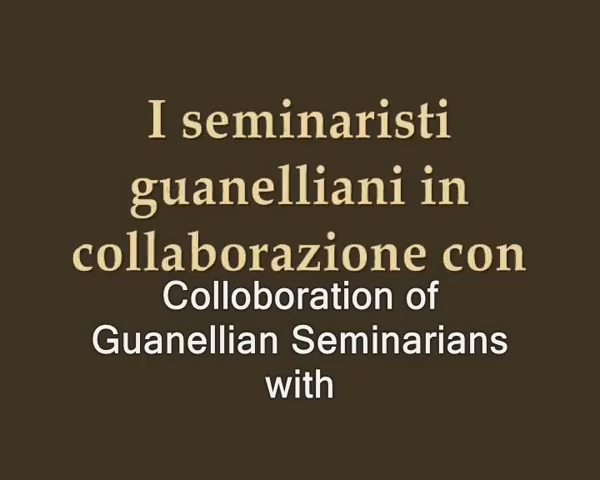 I seminaristi
guanelliani in
collaborazione con
Colloboration of
Guanellian Seminarians
with